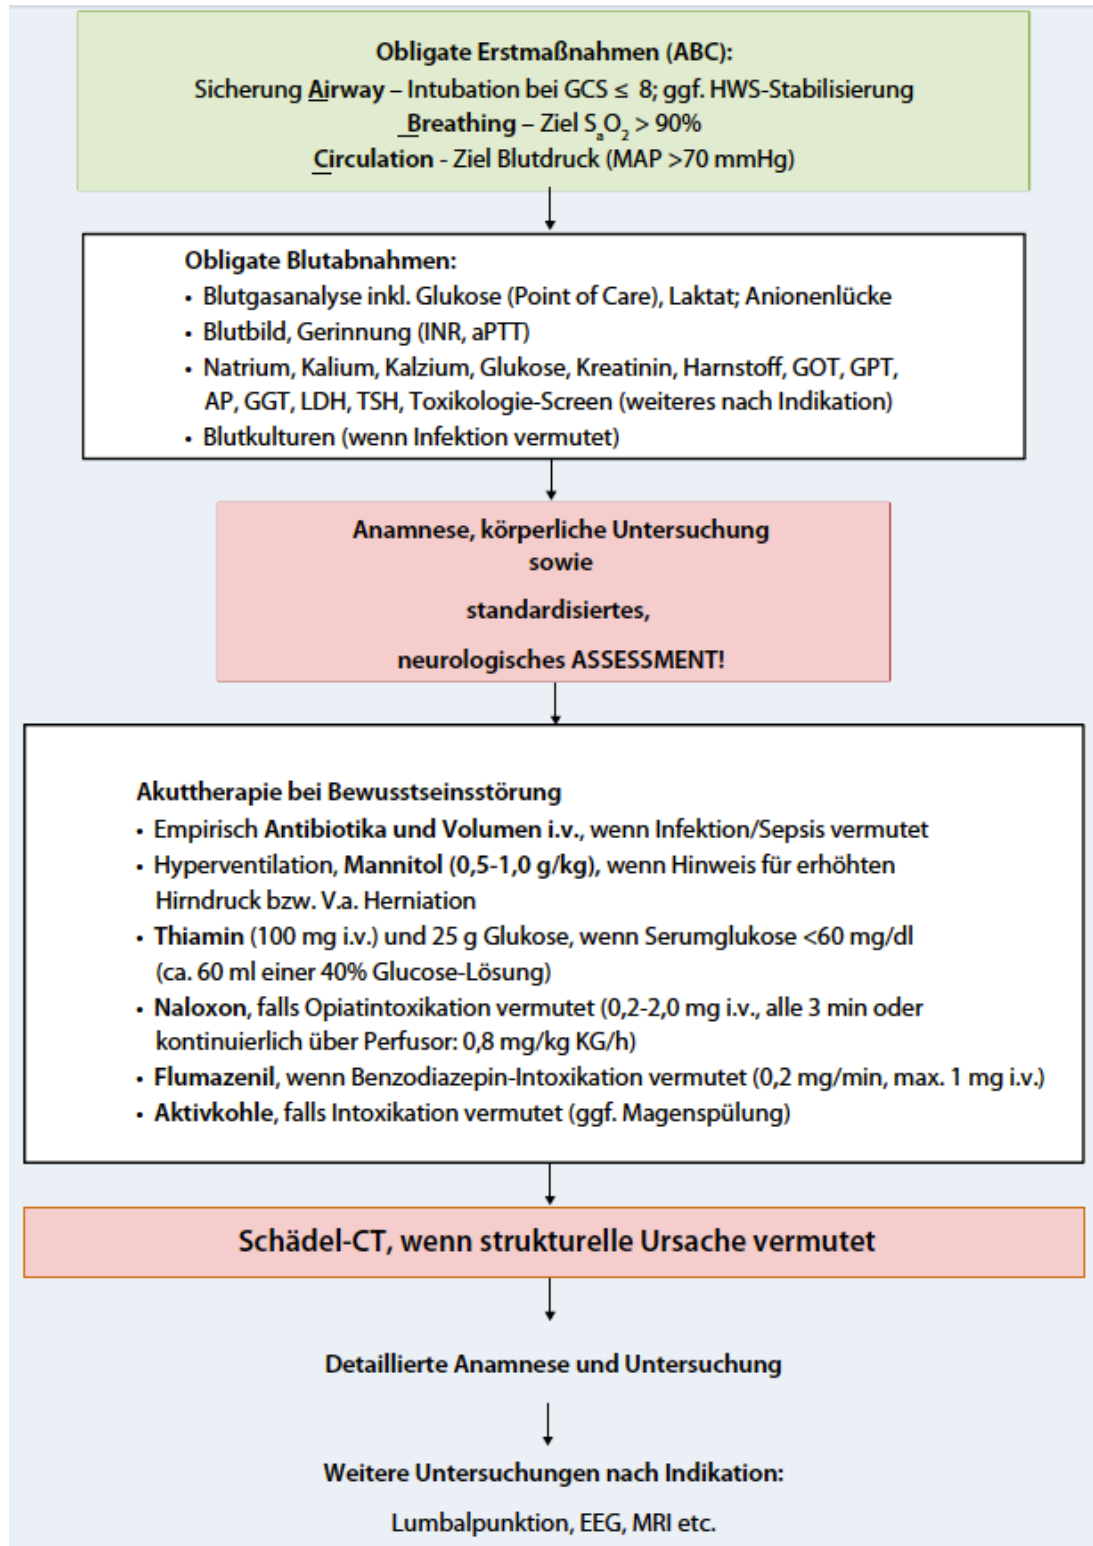 Obligate Erstmaßnahmen (ABC):
Sicherung Airway – Intubation bei GCS ≤ 8; ggf. HWS-Stabilisierung
Breathing – Ziel SaO2 > 90%
Circulation - Ziel Blutdruck (MAP >70 mmHg)
Obligate Blutabnahmen:
• Blutgasanalyse inkl. Glukose (Point of Care), Laktat; Anionenlücke
• Blutbild, Gerinnung (INR, aPTT)
• Natrium, Kalium, Kalzium, Glukose, Kreatinin, Harnstoff, GOT, GPT,
AP, GGT, LDH, TSH, Toxikologie-Screen (weiteres nach Indikation)
• Blutkulturen (wenn Infektion vermutet)
Anamnese, körperliche Untersuchung
sowie
standardisiertes,
neurologisches ASSESSMENT!
Akuttherapie bei Bewusstseinsstörung
• Empirisch Antibiotika und Volumen i.v., wenn Infektion/Sepsis vermutet
• Hyperventilation, Mannitol (0,5-1,0 g/kg), wenn Hinweis für erhöhten
Hirndruck bzw. V.a. Herniation
• Thiamin (100 mg i.v.) und 25 g Glukose, wenn Serumglukose <60 mg/dl
(ca. 60 ml einer 40% Glucose-Lösung)
• Naloxon, falls Opiatintoxikation vermutet (0,2-2,0 mg i.v., alle 3 min oder
kontinuierlich über Perfusor: 0,8 mg/kg KG/h)
• Flumazenil, wenn Benzodiazepin-Intoxikation vermutet (0,2 mg/min, max. 1 mg i.v.)
• Aktivkohle, falls Intoxikation vermutet (ggf. Magenspülung)
Schädel-CT, wenn strukturelle Ursache vermutet
Detaillierte Anamnese und Untersuchung
Weitere Untersuchungen nach Indikation:
Lumbalpunktion, EEG, MRI etc.